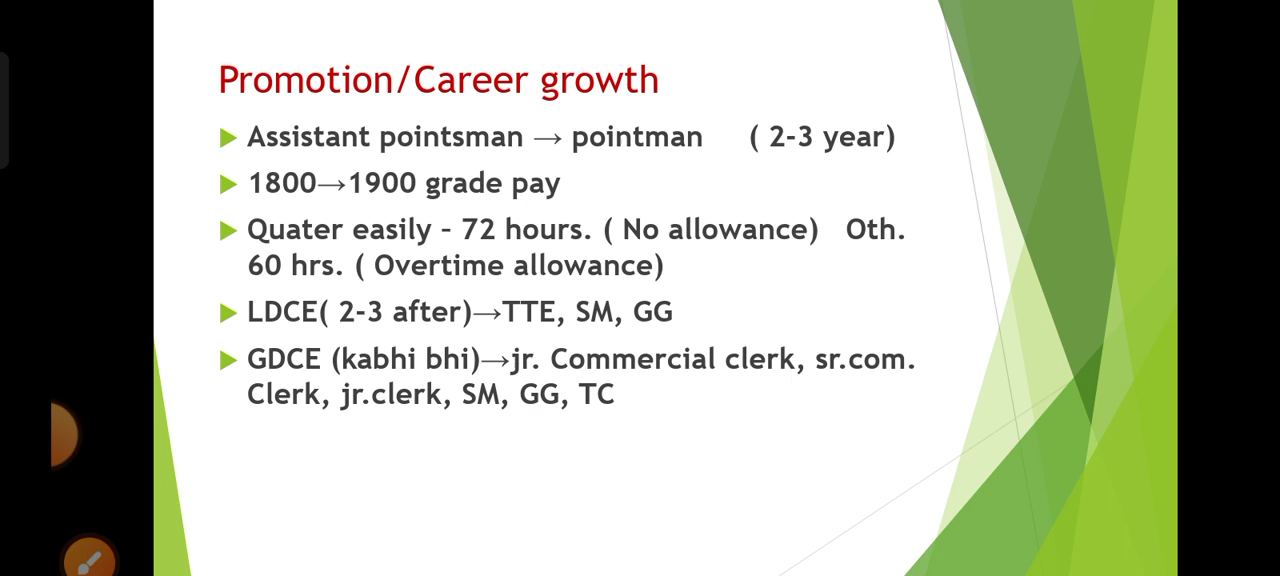 Promotion/Career growth
Assistant pointsman → pointman ( 2-3 year)
1800→1900 grade pay
Quater easily – 72 hours. ( No allowance) Oth.
60 hrs. ( Overtime allowance)
LDCE( 2-3 after)→TTE, SM, GG
GDCE (kabhi bhi)→jr. Commercial clerk, sr.com.
Clerk, jr.clerk, SM, GG, TC